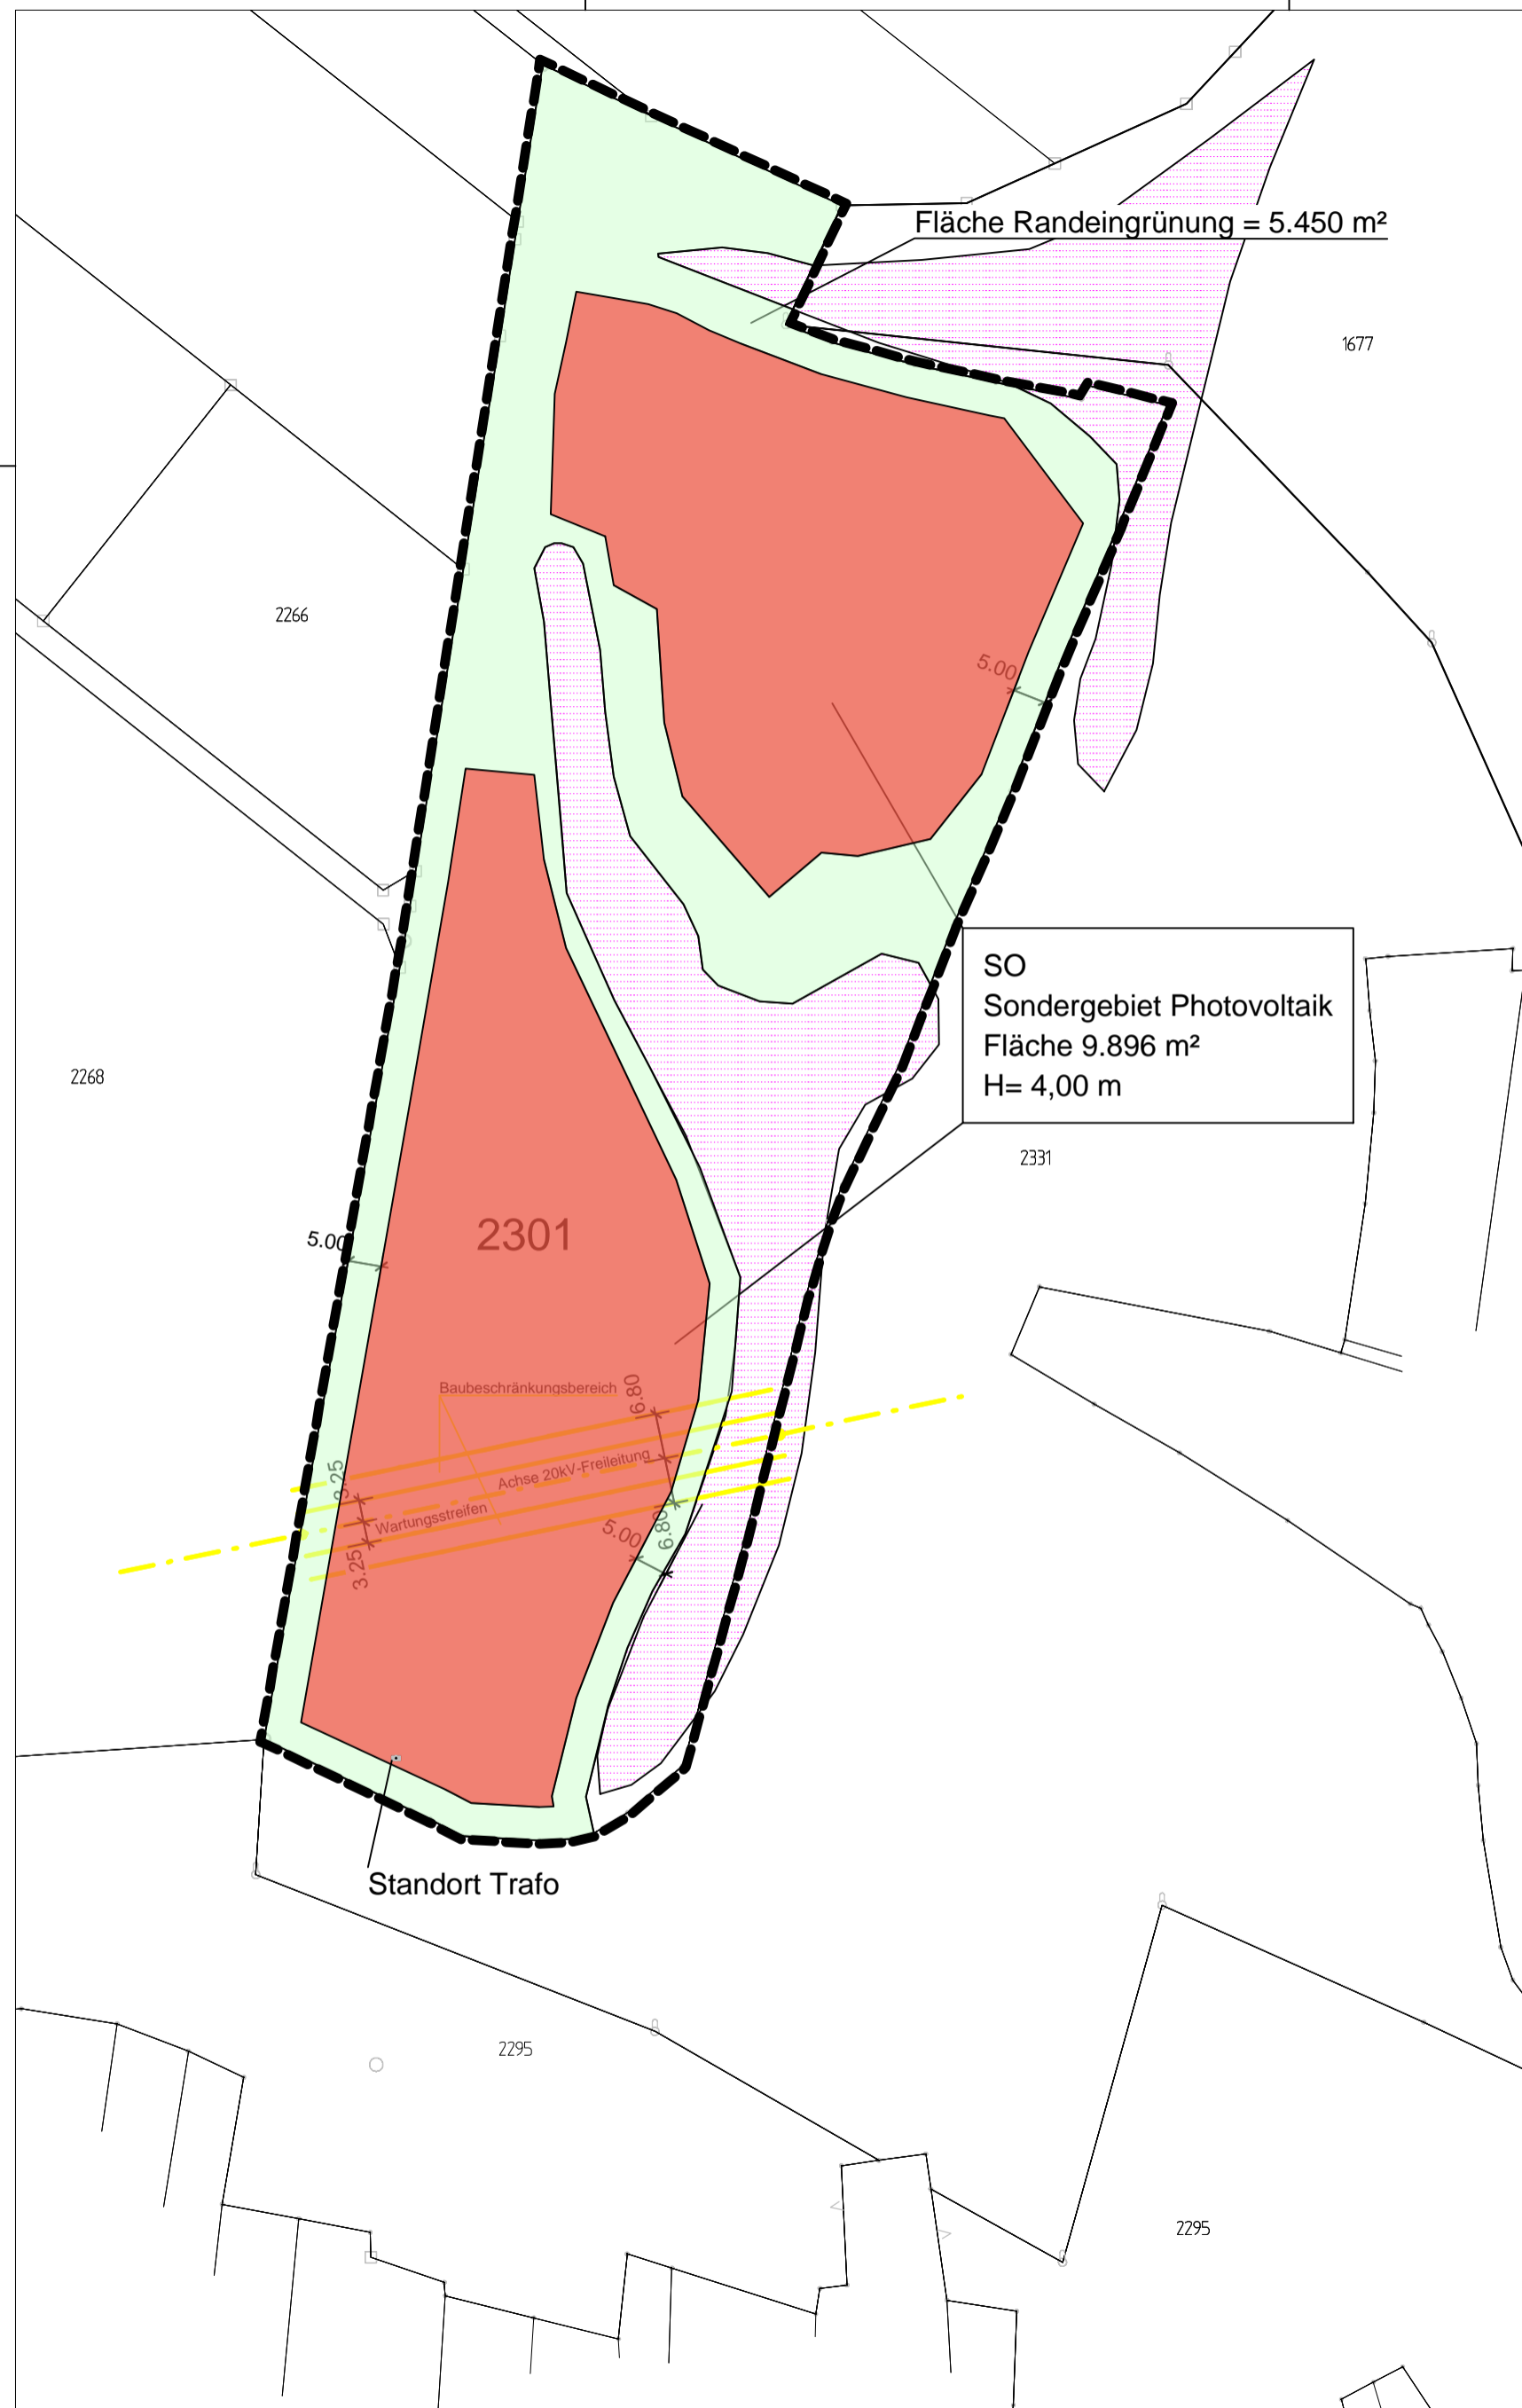 Fläche Randeingrünung = 5.450 m²
1677
2266
5.00
SO
Sondergebiet Photovoltaik
Fläche 9.896 m²
H= 4,00 m
2268
2331
2301
5.00
Baubeschränkungsbereich
6.80
Achse 20kV-Freileitung
3.25
Wartungsstreifen
6.80
5.00
3.25
Standort Trafo
2295
2295